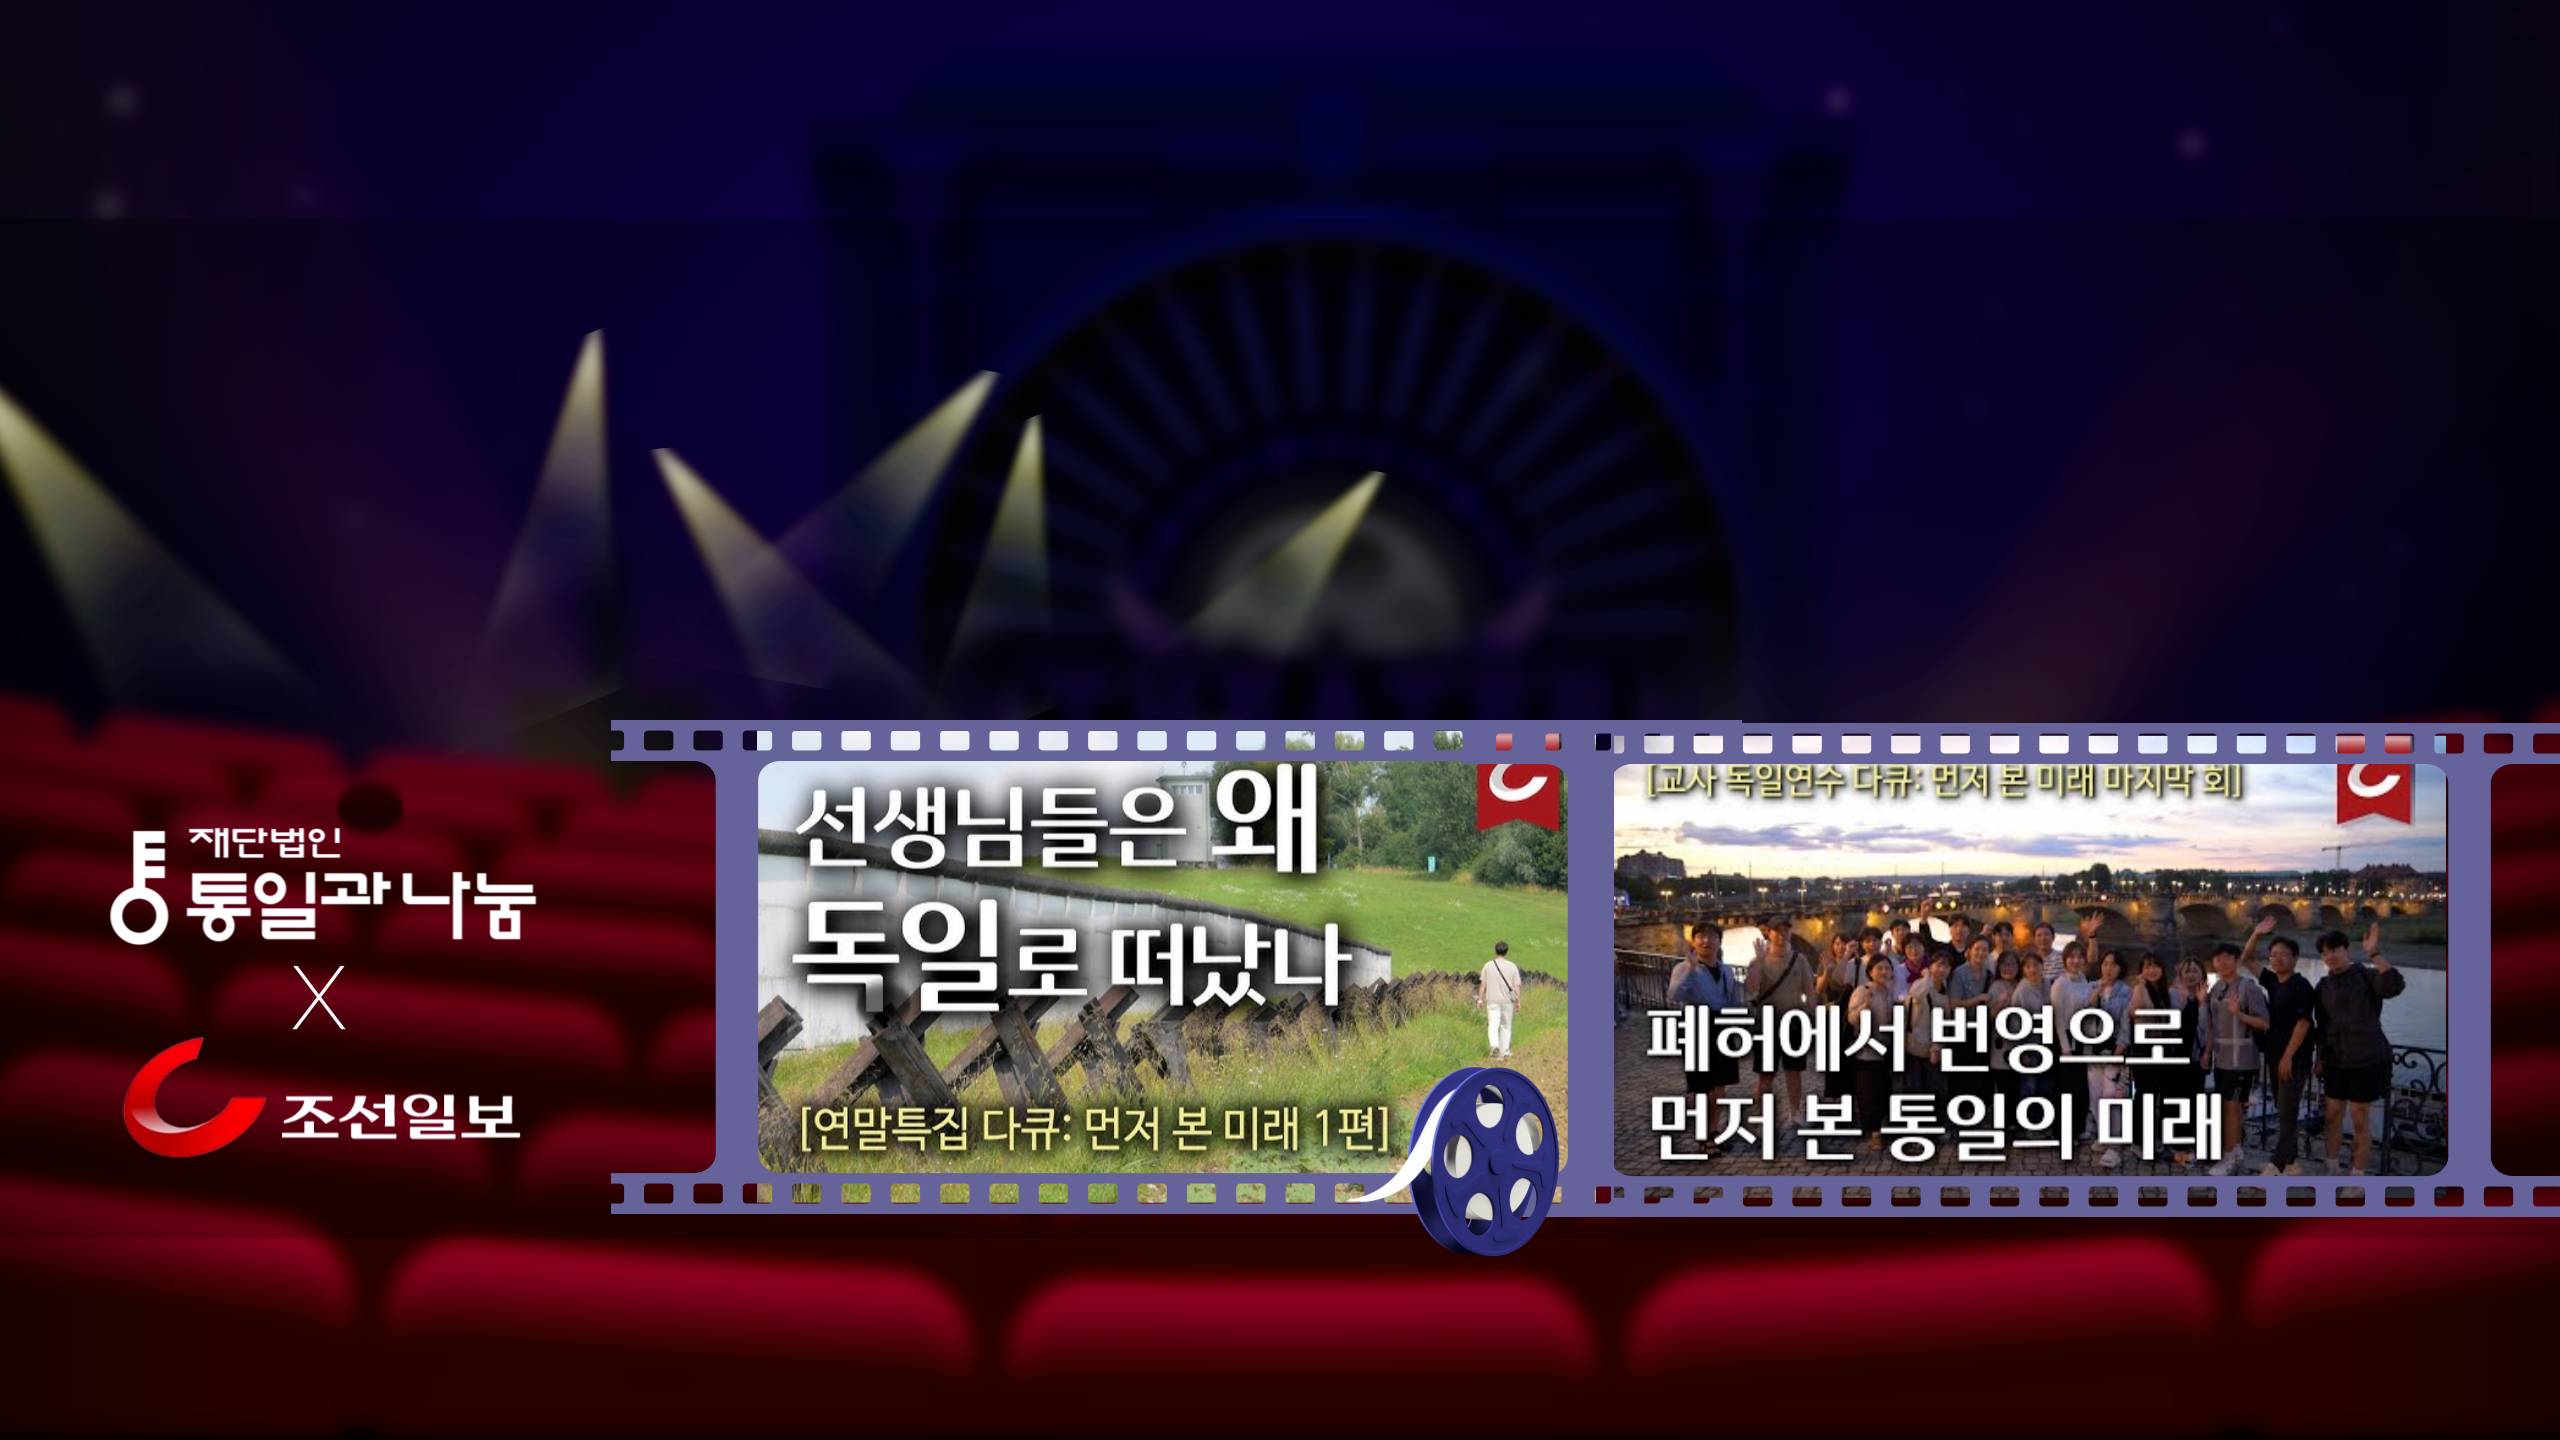 재단법인
통일과 나눔
X
조선일보
선생님들은 왜
독일로 떠났나
[연말특집 다큐: 먼저 본 미래 1편]
[교사 독일연수 다큐: 먼저 본 미래 마지막 회]
폐허에서 번영으로
먼저 본 통일의 미래